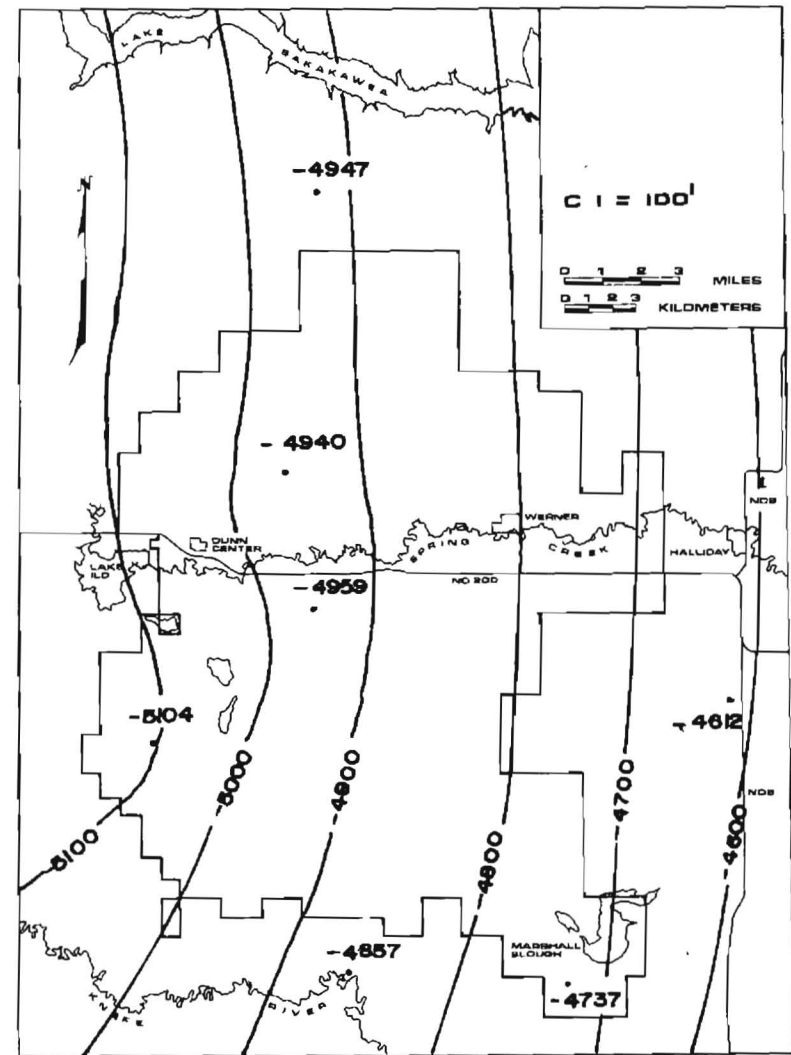 LAKE
SAKAKAWEA
N
-4947
C I = 100'
0 1 2 3 MILES
0 1 2 3 KILOMETERS
- 4940
WERNER
ND8
DUNN
CENTER
SPRING CREEK
HALLIDAY
LAKE
ILO
ND 200
-4959
-5104
-4612
-5000
-4900
-4700
ND8
-5100
-4800
-4600
MARSHALL
SLOUGH
-4857
KNIFE RIVER
-4737